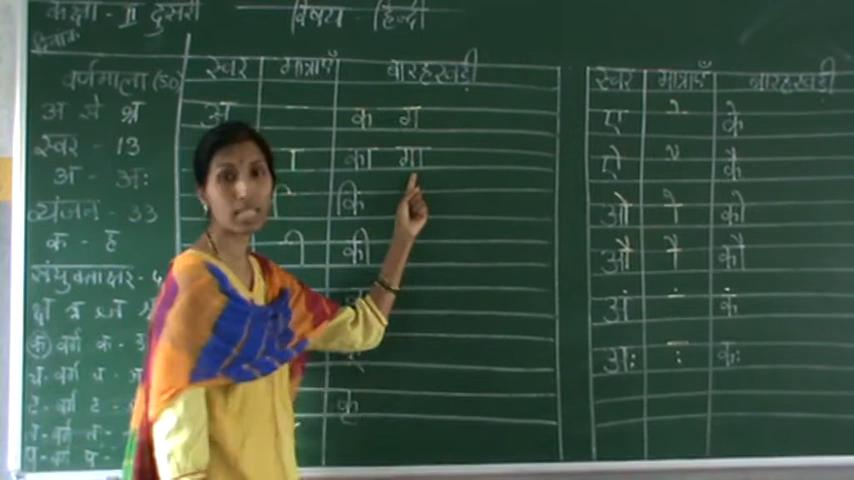 कक्षा - II दुसरी
विषय - हिन्दी
दिनांक
वर्णमाला (50)
अ से श्र
स्वर - 13
अ - अः
व्यंजन - 33
क - ह
संयुक्ताक्षर -
क्ष त्र ज्ञ
क वर्ग क -
च - वर्ग च -
ट - वर्ग ट -
त - वर्ग त -
प - वर्ग प -
स्वर मात्राएँ बारहखडी
अ - क ग
ा का गा
ि कि
ी की
कृ
स्वर मात्राएँ बारहखडी
ए े के
ऐ ै कै
ओ ो को
औ ौ कौ
अं ं कं
अः ः कः